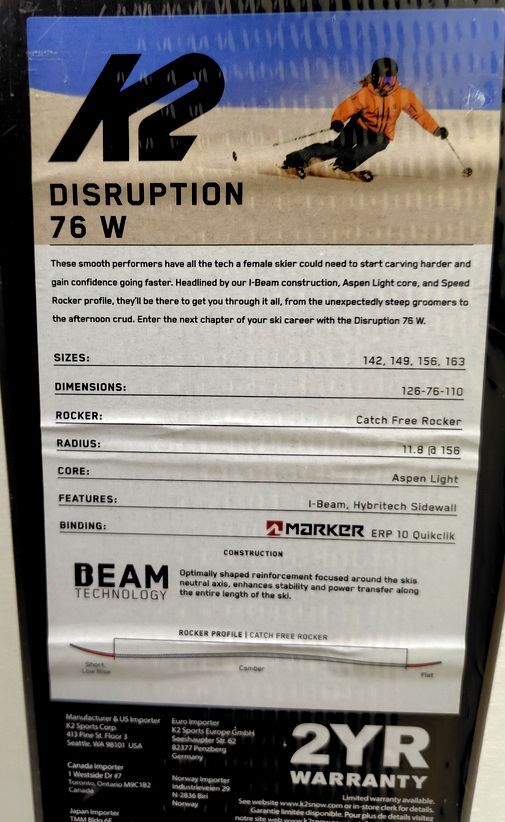 K2
DISRUPTION
76 W
These smooth performers have all the tech a female skier could need to start carving harder and
gain confidence going faster. Headlined by our I-Beam construction, Aspen Light core, and Speed
Rocker profile, they'll be there to get you through it all, from the unexpectedly steep groomers to
the afternoon crud. Enter the next chapter of your ski career with the Disruption 76 W.
SIZES: 142, 149, 156, 163
DIMENSIONS: 126-76-110
ROCKER: Catch Free Rocker
RADIUS: 11.8 @ 156
CORE: Aspen Light
FEATURES: I-Beam, Hybritech Sidewall
BINDING: MARKER ERP 10 Quikclik
CONSTRUCTION
BEAM
TECHNOLOGY
Optimally shaped reinforcement focused around the skis
neutral axis, enhances stability and power transfer along
the entire length of the ski.
ROCKER PROFILE | CATCH FREE ROCKER
Short,
Low Rise
Camber
Flat
Manufacturer & US Importer
K2 Sports Corp.
413 Pine St. Floor 3
Seattle, WA 98101 USA
Canada Importer
1 Westside Dr #7
Toronto, Ontario M9C1B2
Canada
Japan Importer
TMM Bldg 6F
Euro Importer
K2 Sports Europe GmbH
Seeshaupter Str. 62
82377 Penzberg
Germany
Norway Importer
Industrieveien 29
N-2836 Biri
Norway
2YR
WARRANTY
Limited warranty available.
See website www.k2snow.com or in-store clerk for details.
Garantie limitée disponible. Pour plus de détails visitez
notre site web www.k2snow